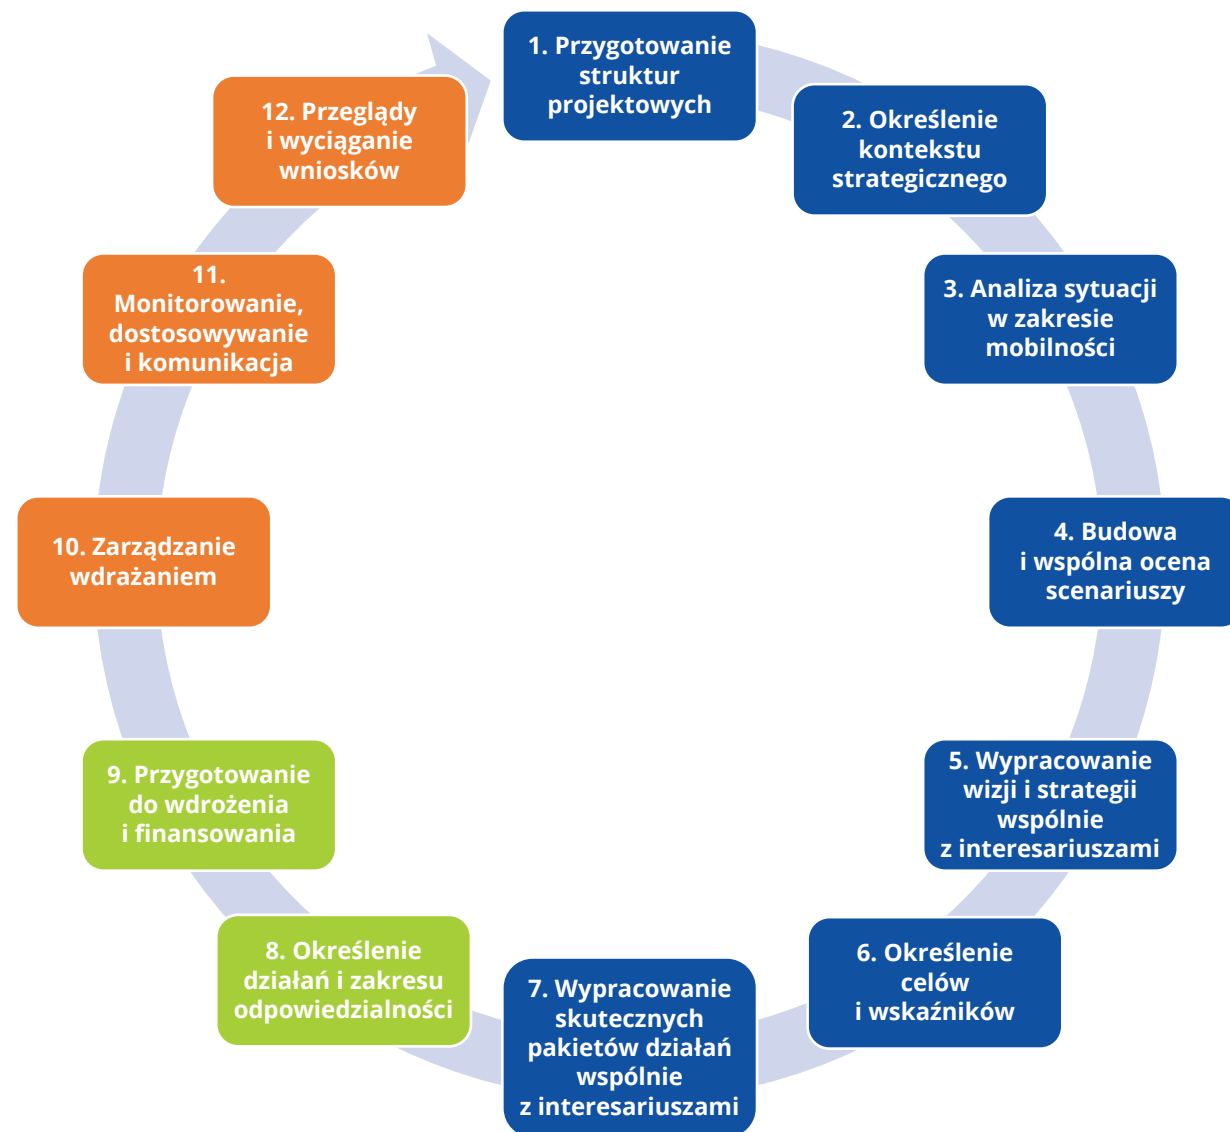 1. Przygotowanie
struktur
projektowych
2. Określenie
kontekstu
strategicznego
3. Analiza sytuacji
w zakresie
mobilności
4. Budowa
i wspólna ocena
scenariuszy
5. Wypracowanie
wizji i strategii
wspólnie
z interesariuszami
6. Określenie
celów
i wskaźników
7. Wypracowanie
skutecznych
pakietów działań
wspólnie
z interesariuszami
8. Określenie
działań i zakresu
odpowiedzialności
9. Przygotowanie
do wdrożenia
i finansowania
10. Zarządzanie
wdrażaniem
11.
Monitorowanie,
dostosowywanie
i komunikacja
12. Przeglądy
i wyciąganie
wniosków